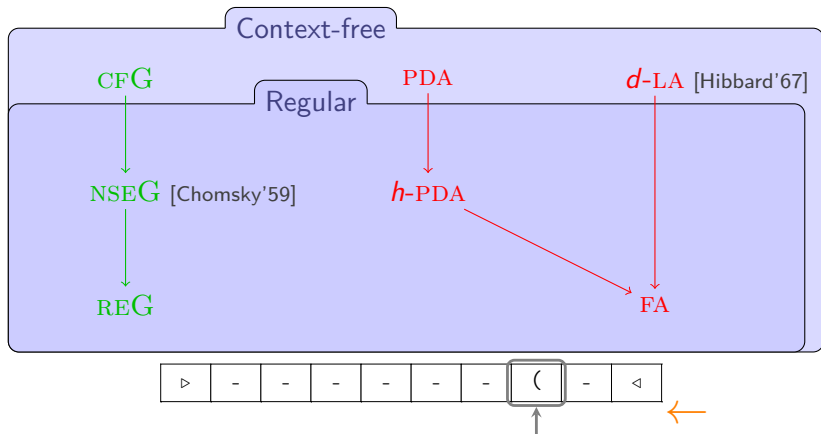 Context-free
CFG PDA d-LA [Hibbard'67]
Regular
NSEG [Chomsky'59] h-PDA
REG FA
▷ - - - - - - ( - ◁